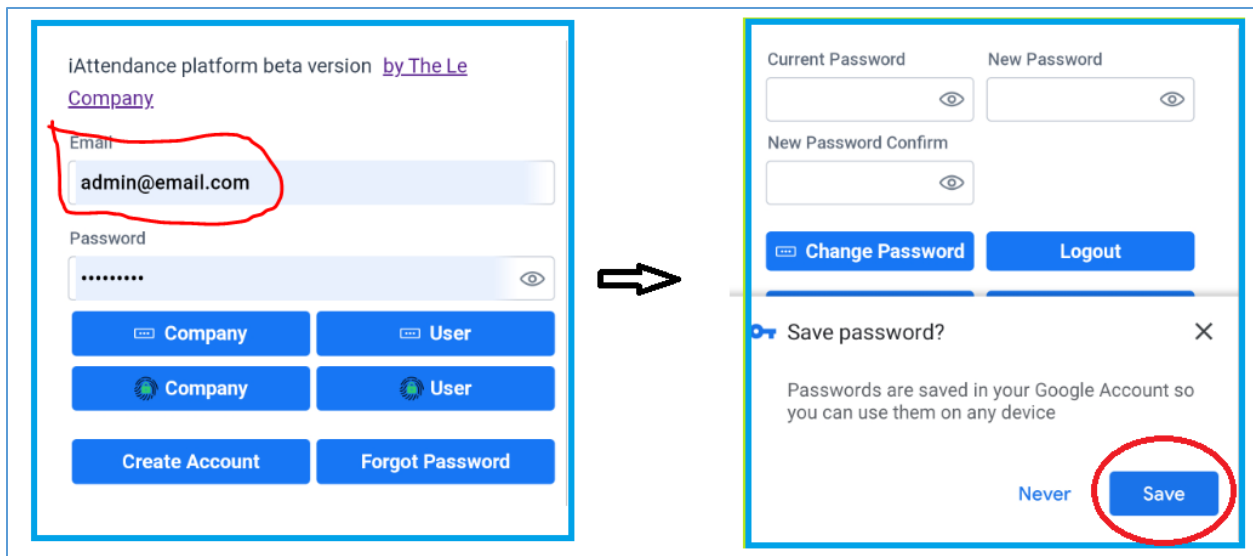 iAttendance platform beta version by The Le
Company
Email
admin@email.com
Password
•••••••••
Company
User
Company
User
Create Account
Forgot Password
Current Password
New Password
New Password Confirm
Change Password
Logout
Save password?
Passwords are saved in your Google Account so
you can use them on any device
Never
Save